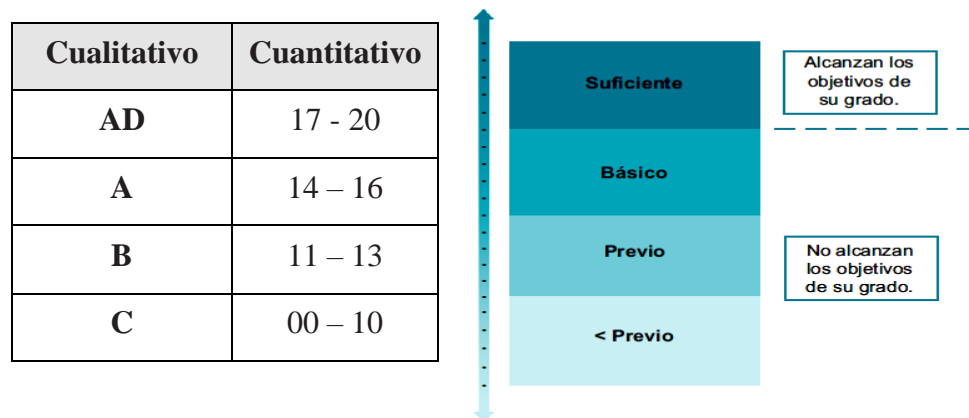 Cualitativo Cuantitativo
AD 17 - 20
A 14 – 16
B 11 – 13
C 00 – 10
Suficiente
Básico
Previo
< Previo
Alcanzan los
objetivos de
su grado.
No alcanzan
los objetivos
de su grado.